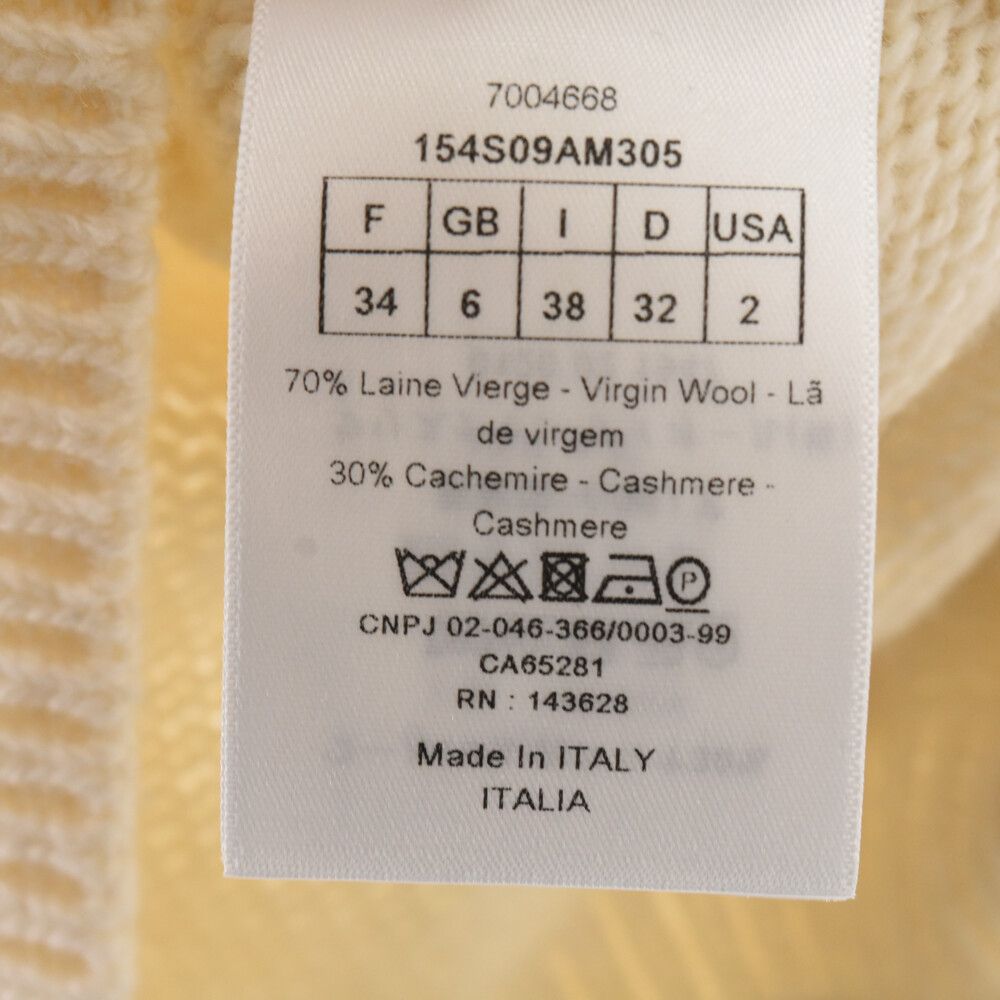 7004668
154S09AM305
F GB I D USA
34 6 38 32 2
70% Laine Vierge - Virgin Wool - Lã
de virgem
30% Cachemire - Cashmere -
Cashmere
P
CNPJ 02-046-366/0003-99
CA65281
RN : 143628
Made In ITALY
ITALIA